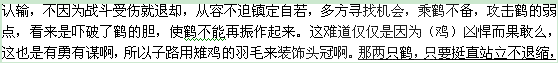 认输，不因为战斗受伤就退却，从容不迫镇定自若，多方寻找机会，乘鹤不备，攻击鹤的弱
点，看来是吓破了鹤的胆，使鹤不能再振作起来。这难道仅仅是因为（鸡）凶悍而果敢么，
这也是有勇有谋啊，所以子路用雉鸡的羽毛来装饰头冠啊。那两只鹤，只要挺直站立不退缩，